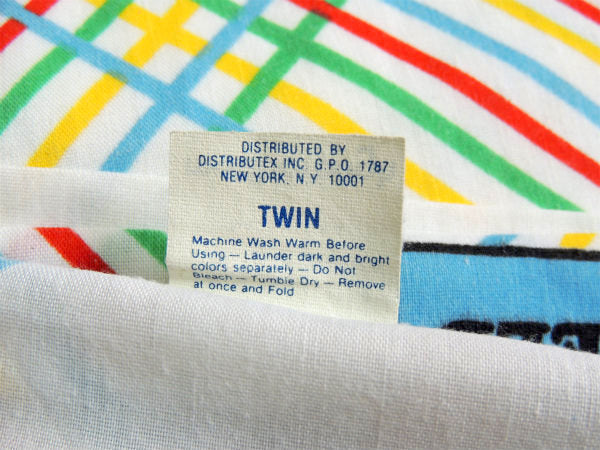 DISTRIBUTED BY
DISTRIBUTEX INC. G.P.O. 1787
NEW YORK, N.Y. 10001
TWIN
Machine Wash Warm Before
Using — Launder dark and bright
colors separately — Do Not
Bleach — Tumble Dry — Remove
at once and Fold